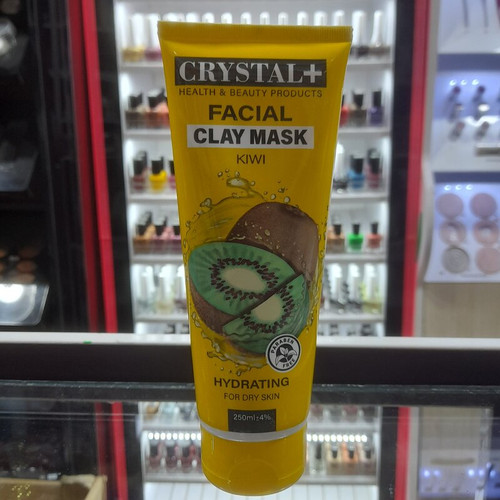 CRYSTAL+
HEALTH & BEAUTY PRODUCTS
FACIAL
CLAY MASK
KIWI
PARABEN
FREE
HYDRATING
FOR DRY SKIN
250ml±4%